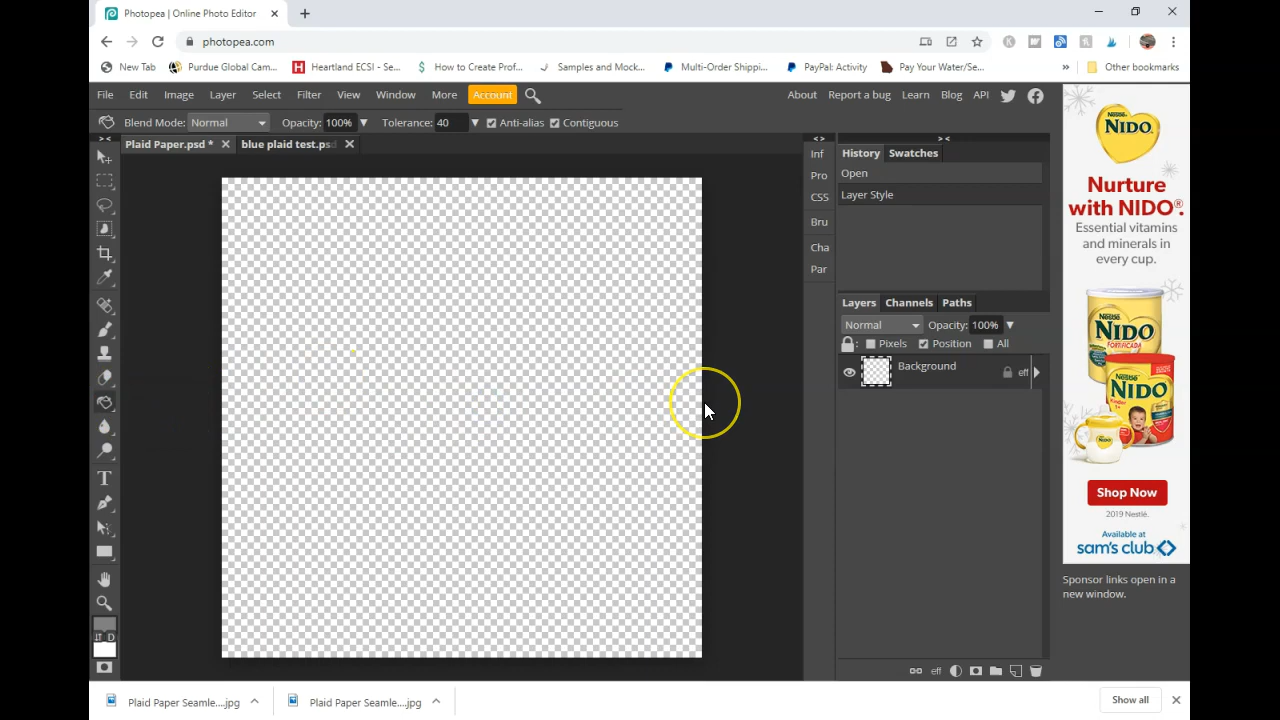 Photopea | Online Photo Editor
photopea.com
New Tab
Purdue Global Cam...
Heartland ECSI - Se...
How to Create Prof...
Samples and Mock...
Multi-Order Shippi...
PayPal: Activity
Pay Your Water/Se...
»
Other bookmarks
File Edit Image Layer Select Filter View Window More Account
About Report a bug Learn Blog API
Blend Mode: Normal Opacity: 100% Tolerance: 40 Anti-alias Contiguous
Plaid Paper.psd *
blue plaid test.psd
Inf
Pro
CSS
Bru
Cha
Par
History Swatches
Open
Layer Style
Layers Channels Paths
Normal Opacity: 100%
Pixels Position All
Background
eff
eff
D
NIDO
Nurture
with NIDO®.
Essential vitamins
and minerals in
every cup.
Nestle
NIDO
FORTIFICADA
NIDO
Shop Now
2019 Nestlé.
Available at
sam's club
Sponsor links open in a
new window.
Plaid Paper Seamle....jpg
Plaid Paper Seamle....jpg
Show all